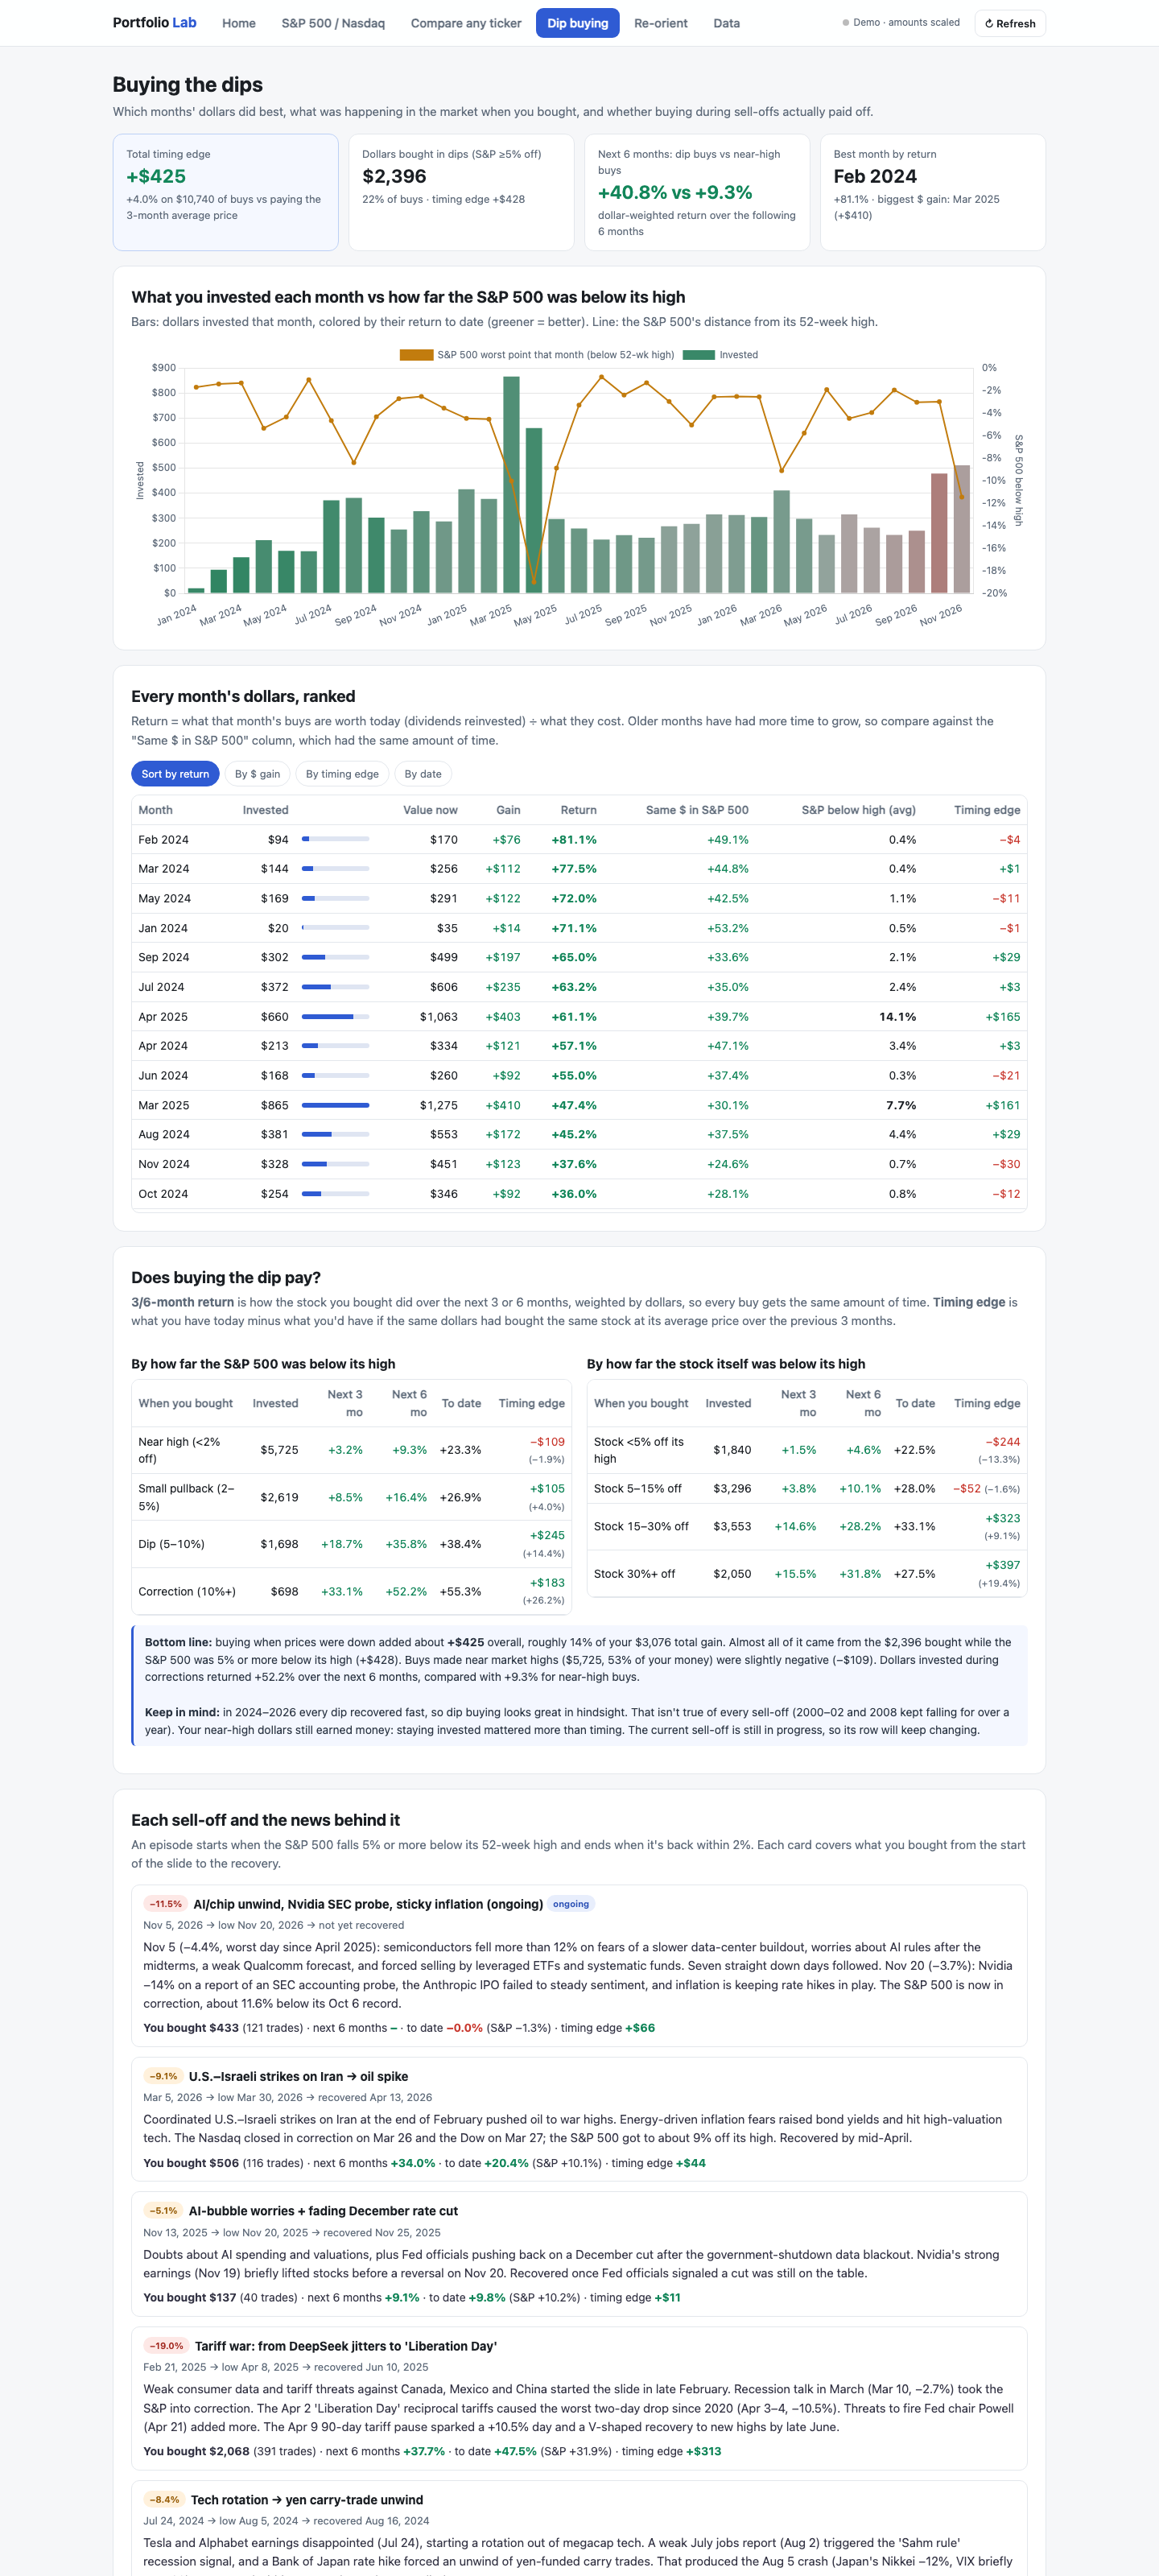 Portfolio Lab
Home
S&P 500 / Nasdaq
Compare any ticker
Dip buying
Re-orient
Data
Demo · amounts scaled
↻ Refresh
Buying the dips
Which months' dollars did best, what was happening in the market when you bought, and whether buying during sell-offs actually paid off.
Total timing edge
+$425
+4.0% on $10,740 of buys vs paying the
3-month average price
Dollars bought in dips (S&P ≥5% off)
$2,396
22% of buys · timing edge +$428
Next 6 months: dip buys vs near-high
buys
+40.8% vs +9.3%
dollar-weighted return over the following
6 months
Best month by return
Feb 2024
+81.1% · biggest $ gain: Mar 2025
(+$410)
What you invested each month vs how far the S&P 500 was below its high
Bars: dollars invested that month, colored by their return to date (greener = better). Line: the S&P 500's distance from its 52-week high.
S&P 500 worst point that month (below 52-wk high)
Invested
$900
$800
$700
$600
$500
$400
$300
$200
$100
$0
Invested
0%
-2%
-4%
-6%
-8%
-10%
-12%
-14%
-16%
-18%
-20%
S&P 500 below high
Jan 2024
Mar 2024
May 2024
Jul 2024
Sep 2024
Nov 2024
Jan 2025
Mar 2025
May 2025
Jul 2025
Sep 2025
Nov 2025
Jan 2026
Mar 2026
May 2026
Jul 2026
Sep 2026
Nov 2026
Every month's dollars, ranked
Return = what that month's buys are worth today (dividends reinvested) ÷ what they cost. Older months have had more time to grow, so compare against the
"Same $ in S&P 500" column, which had the same amount of time.
Sort by return
By $ gain
By timing edge
By date
Month Invested Value now Gain Return Same $ in S&P 500 S&P below high (avg) Timing edge
Feb 2024 $94 $170 +$76 +81.1% +49.1% 0.4% −$4
Mar 2024 $144 $256 +$112 +77.5% +44.8% 0.4% +$1
May 2024 $169 $291 +$122 +72.0% +42.5% 1.1% −$11
Jan 2024 $20 $35 +$14 +71.1% +53.2% 0.5% −$1
Sep 2024 $302 $499 +$197 +65.0% +33.6% 2.1% +$29
Jul 2024 $372 $606 +$235 +63.2% +35.0% 2.4% +$3
Apr 2025 $660 $1,063 +$403 +61.1% +39.7% 14.1% +$165
Apr 2024 $213 $334 +$121 +57.1% +47.1% 3.4% +$3
Jun 2024 $168 $260 +$92 +55.0% +37.4% 0.3% −$21
Mar 2025 $865 $1,275 +$410 +47.4% +30.1% 7.7% +$161
Aug 2024 $381 $553 +$172 +45.2% +37.5% 4.4% +$29
Nov 2024 $328 $451 +$123 +37.6% +24.6% 0.7% −$30
Oct 2024 $254 $346 +$92 +36.0% +28.1% 0.8% −$12
Does buying the dip pay?
3/6-month return is how the stock you bought did over the next 3 or 6 months, weighted by dollars, so every buy gets the same amount of time. Timing edge is
what you have today minus what you'd have if the same dollars had bought the same stock at its average price over the previous 3 months.
By how far the S&P 500 was below its high
When you bought Invested Next 3 mo Next 6 mo To date Timing edge
Near high (<2% off) $5,725 +3.2% +9.3% +23.3% −$109 (−1.9%)
Small pullback (2–5%) $2,619 +8.5% +16.4% +26.9% +$105 (+4.0%)
Dip (5–10%) $1,698 +18.7% +35.8% +38.4% +$245 (+14.4%)
Correction (10%+) $698 +33.1% +52.2% +55.3% +$183 (+26.2%)
By how far the stock itself was below its high
When you bought Invested Next 3 mo Next 6 mo To date Timing edge
Stock <5% off its high $1,840 +1.5% +4.6% +22.5% −$244 (−13.3%)
Stock 5–15% off $3,296 +3.8% +10.1% +28.0% −$52 (−1.6%)
Stock 15–30% off $3,553 +14.6% +28.2% +33.1% +$323 (+9.1%)
Stock 30%+ off $2,050 +15.5% +31.8% +27.5% +$397 (+19.4%)
Bottom line: buying when prices were down added about +$425 overall, roughly 14% of your $3,076 total gain. Almost all of it came from the $2,396 bought while the
S&P 500 was 5% or more below its high (+$428). Buys made near market highs ($5,725, 53% of your money) were slightly negative (−$109). Dollars invested during
corrections returned +52.2% over the next 6 months, compared with +9.3% for near-high buys.
Keep in mind: in 2024–2026 every dip recovered fast, so dip buying looks great in hindsight. That isn't true of every sell-off (2000–02 and 2008 kept falling for over a
year). Your near-high dollars still earned money: staying invested mattered more than timing. The current sell-off is still in progress, so its row will keep changing.
Each sell-off and the news behind it
An episode starts when the S&P 500 falls 5% or more below its 52-week high and ends when it's back within 2%. Each card covers what you bought from the start
of the slide to the recovery.
−11.5% AI/chip unwind, Nvidia SEC probe, sticky inflation (ongoing) ongoing
Nov 5, 2026 → low Nov 20, 2026 → not yet recovered
Nov 5 (−4.4%, worst day since April 2025): semiconductors fell more than 12% on fears of a slower data-center buildout, worries about AI rules after the
midterms, a weak Qualcomm forecast, and forced selling by leveraged ETFs and systematic funds. Seven straight down days followed. Nov 20 (−3.7%): Nvidia
−14% on a report of an SEC accounting probe, the Anthropic IPO failed to steady sentiment, and inflation is keeping rate hikes in play. The S&P 500 is now in
correction, about 11.6% below its Oct 6 record.
You bought $433 (121 trades) · next 6 months – · to date −0.0% (S&P −1.3%) · timing edge +$66
−9.1% U.S.–Israeli strikes on Iran → oil spike
Mar 5, 2026 → low Mar 30, 2026 → recovered Apr 13, 2026
Coordinated U.S.–Israeli strikes on Iran at the end of February pushed oil to war highs. Energy-driven inflation fears raised bond yields and hit high-valuation
tech. The Nasdaq closed in correction on Mar 26 and the Dow on Mar 27; the S&P 500 got to about 9% off its high. Recovered by mid-April.
You bought $506 (116 trades) · next 6 months +34.0% · to date +20.4% (S&P +10.1%) · timing edge +$44
−5.1% AI-bubble worries + fading December rate cut
Nov 13, 2025 → low Nov 20, 2025 → recovered Nov 25, 2025
Doubts about AI spending and valuations, plus Fed officials pushing back on a December cut after the government-shutdown data blackout. Nvidia's strong
earnings (Nov 19) briefly lifted stocks before a reversal on Nov 20. Recovered once Fed officials signaled a cut was still on the table.
You bought $137 (40 trades) · next 6 months +9.1% · to date +9.8% (S&P +10.2%) · timing edge +$11
−19.0% Tariff war: from DeepSeek jitters to 'Liberation Day'
Feb 21, 2025 → low Apr 8, 2025 → recovered Jun 10, 2025
Weak consumer data and tariff threats against Canada, Mexico and China started the slide in late February. Recession talk in March (Mar 10, −2.7%) took the
S&P into correction. The Apr 2 'Liberation Day' reciprocal tariffs caused the worst two-day drop since 2020 (Apr 3–4, −10.5%). Threats to fire Fed chair Powell
(Apr 21) added more. The Apr 9 90-day tariff pause sparked a +10.5% day and a V-shaped recovery to new highs by late June.
You bought $2,068 (391 trades) · next 6 months +37.7% · to date +47.5% (S&P +31.9%) · timing edge +$313
−8.4% Tech rotation → yen carry-trade unwind
Jul 24, 2024 → low Aug 5, 2024 → recovered Aug 16, 2024
Tesla and Alphabet earnings disappointed (Jul 24), starting a rotation out of megacap tech. A weak July jobs report (Aug 2) triggered the 'Sahm rule'
recession signal, and a Bank of Japan rate hike forced an unwind of yen-funded carry trades. That produced the Aug 5 crash (Japan's Nikkei −12%, VIX briefly